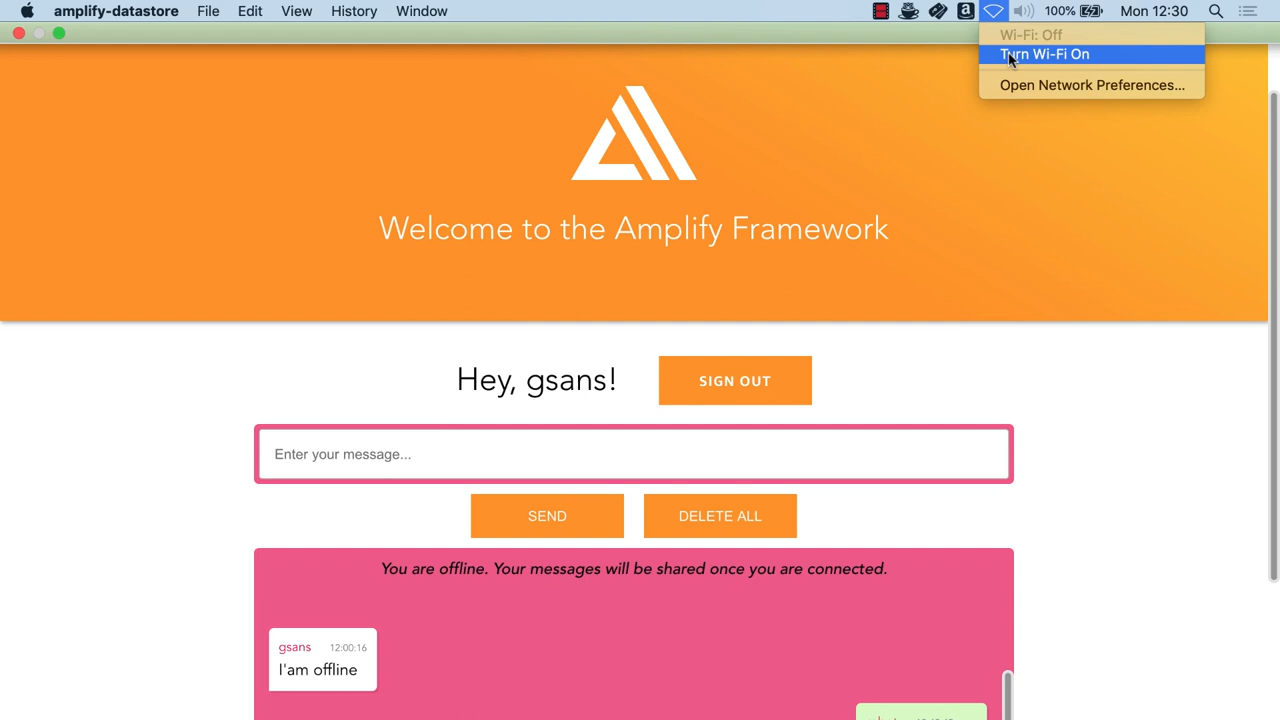 amplify-datastore File Edit View History Window 100% Mon 12:30
Wi-Fi: Off
Turn Wi-Fi On
Open Network Preferences...
Welcome to the Amplify Framework
Hey, gsans! SIGN OUT
Enter your message...
SEND DELETE ALL
You are offline. Your messages will be shared once you are connected.
gsans 12:00:16
I'am offline